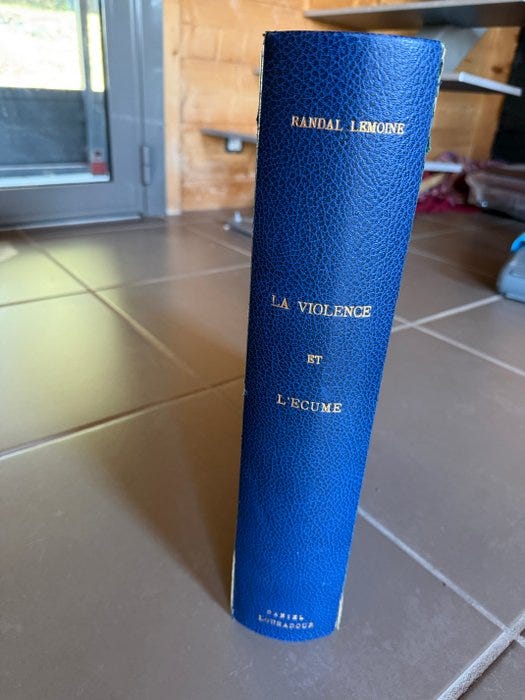 RANDAL LEMOINE
LA VIOLENCE
ET
L'ECUME
DANIEL
LOURADOUR